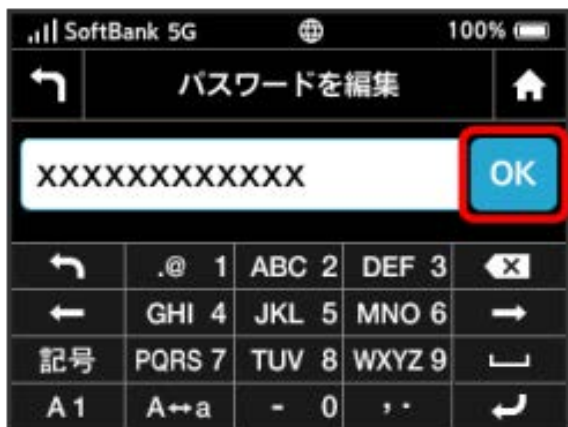 SoftBank 5G 100%
パスワードを編集
XXXXXXXXXXXX OK
.@ 1 ABC 2 DEF 3
GHI 4 JKL 5 MNO 6
記号 PQRS 7 TUV 8 WXYZ 9
A 1 A↔a - 0 , .